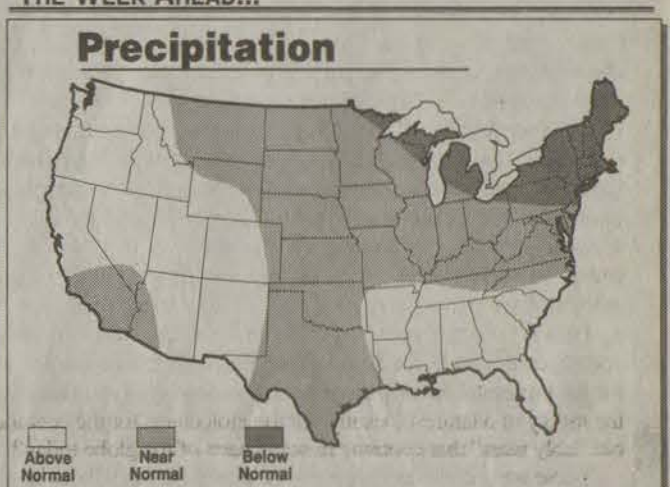 THE WEEK AHEAD...
Precipitation
Above Normal
Near Normal
Below Normal